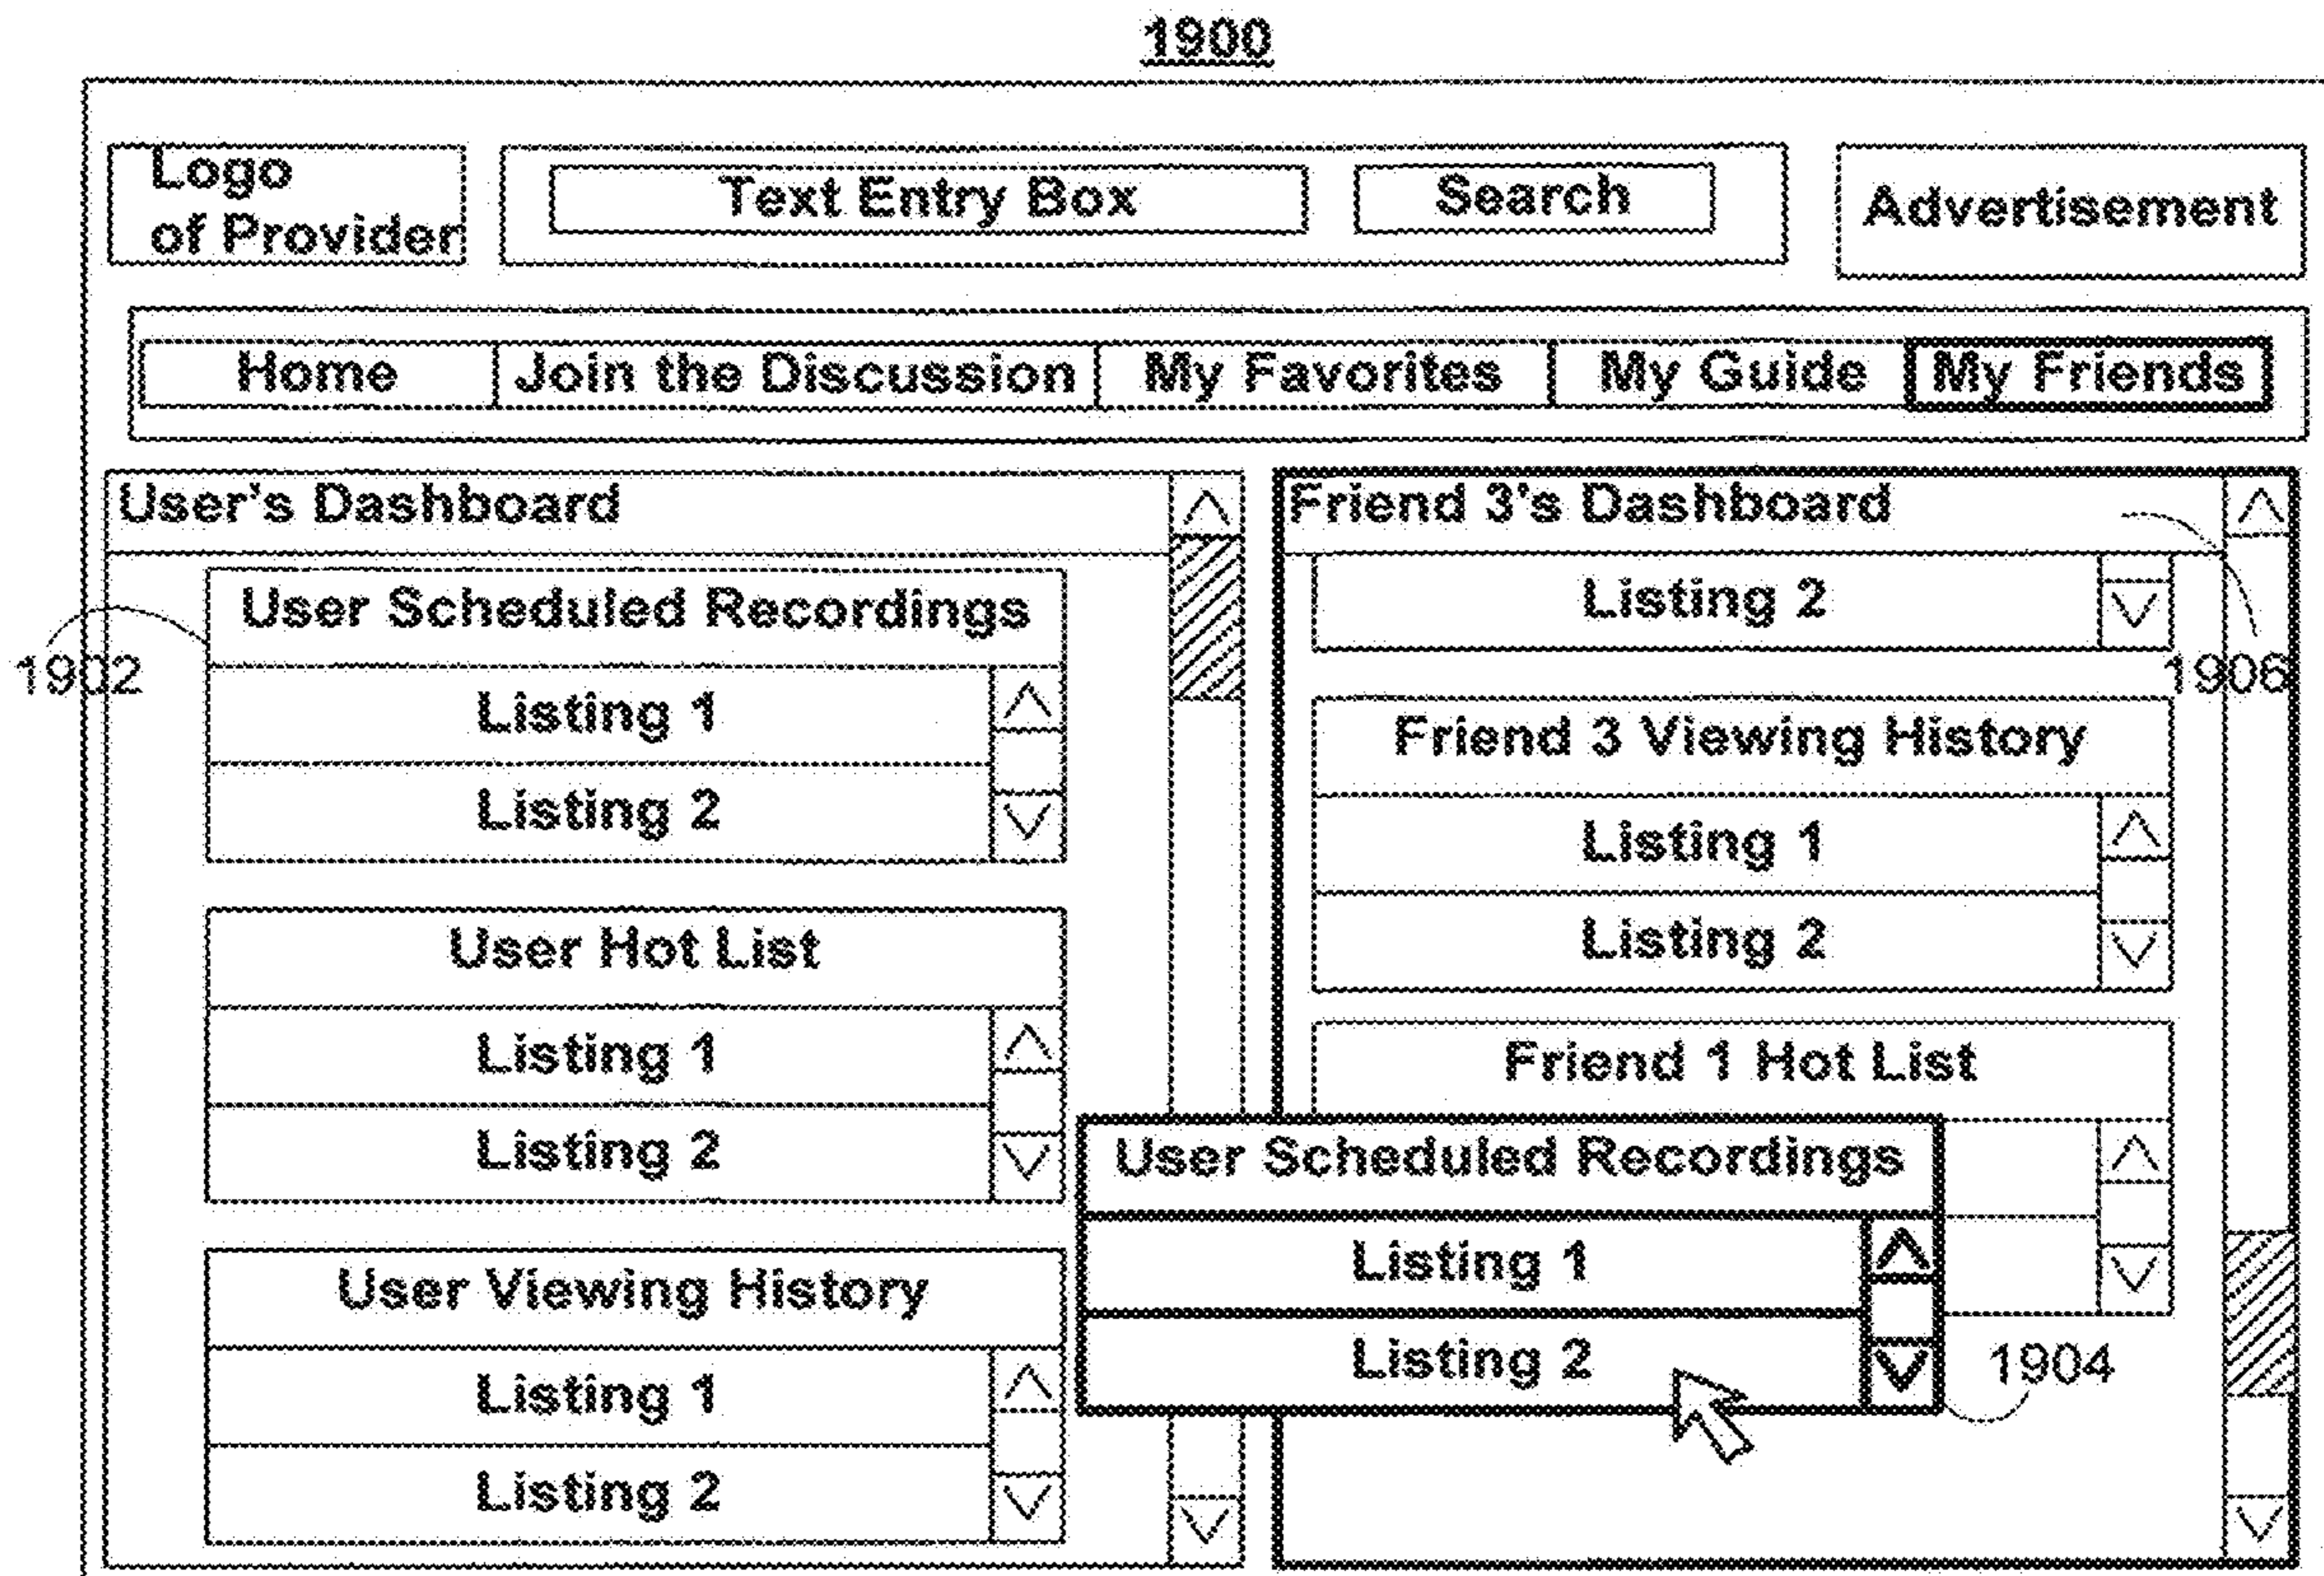 1900
Logo
of Provider
Text Entry Box
Search
Advertisement
Home
Join the Discussion
My Favorites
My Guide
My Friends
User's Dashboard
User Scheduled Recordings
1902
Listing 1
Listing 2
User Hot List
Listing 1
Listing 2
User Viewing History
Listing 1
Listing 2
Friend 3's Dashboard
Listing 2
1906
Friend 3 Viewing History
Listing 1
Listing 2
Friend 1 Hot List
User Scheduled Recordings
Listing 1
Listing 2
1904